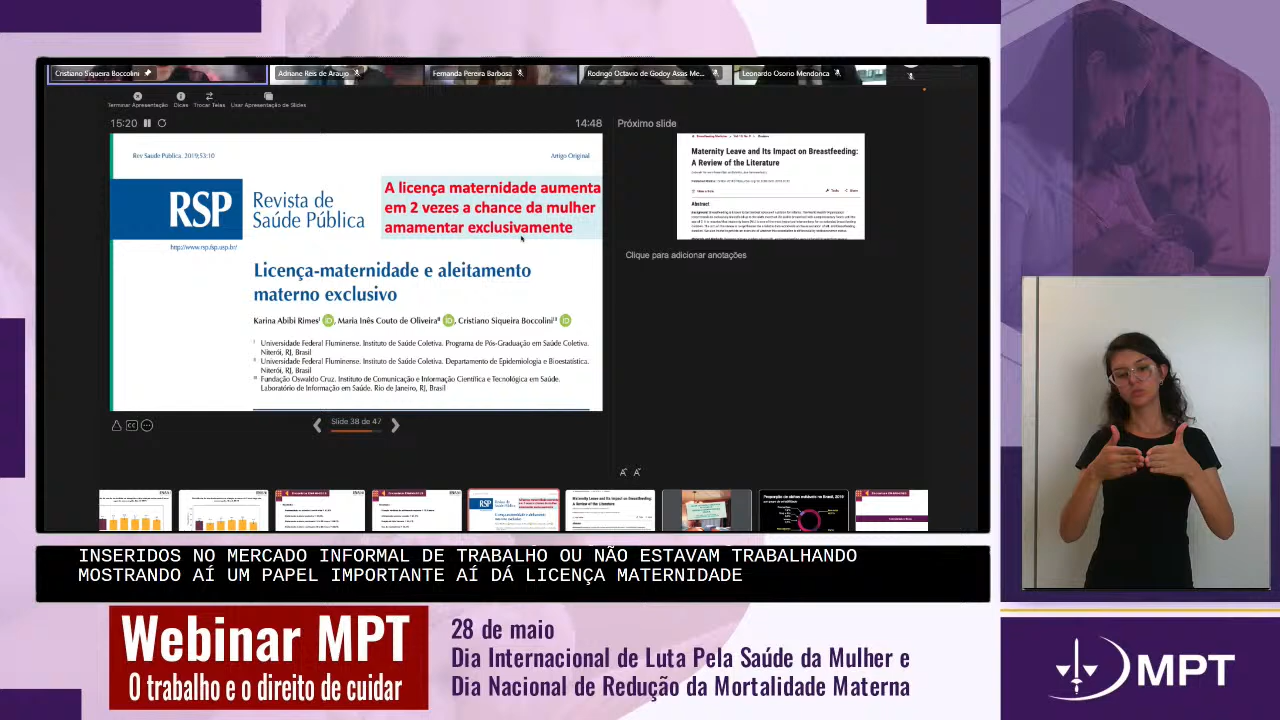 Cristiano Siqueira Boccolini
Adriane Reis de Araujo
Fernanda Pereira Barbosa
Rodrigo Octavio de Godoy Assis Me...
Leonardo Osorio Mendonca
Terminar Apresentação
Dicas
Trocar Telas
Usar Apresentação de Slides
15:20
14:48
Próximo slide
Rev Saude Publica. 2019;53:10
Artigo Original
RSP
Revista de
Saúde Pública
http://www.rsp.fsp.usp.br/
A licença maternidade aumenta
em 2 vezes a chance da mulher
amamentar exclusivamente
Licença-maternidade e aleitamento
materno exclusivo
Karina Abibi Rimes, Maria Inês Couto de Oliveira, Cristiano Siqueira Boccolini
Universidade Federal Fluminense. Instituto de Saúde Coletiva. Programa de Pós-Graduação em Saúde Coletiva.
Niterói, RJ, Brasil
Universidade Federal Fluminense. Instituto de Saúde Coletiva. Departamento de Epidemiologia e Bioestatística.
Niterói, RJ, Brasil
Fundação Oswaldo Cruz. Instituto de Comunicação e Informação Científica e Tecnológica em Saúde.
Laboratório de Informação em Saúde. Rio de Janeiro, RJ, Brasil
Maternity Leave and Its Impact on Breastfeeding:
A Review of the Literature
Abstract
Clique para adicionar anotações
Slide 38 de 47
INSERIDOS NO MERCADO INFORMAL DE TRABALHO OU NÃO ESTAVAM TRABALHANDO
MOSTRANDO AÍ UM PAPEL IMPORTANTE AÍ DÁ LICENÇA MATERNIDADE
Webinar MPT
O trabalho e o direito de cuidar
28 de maio
Dia Internacional de Luta Pela Saúde da Mulher e
Dia Nacional de Redução da Mortalidade Materna
MPT